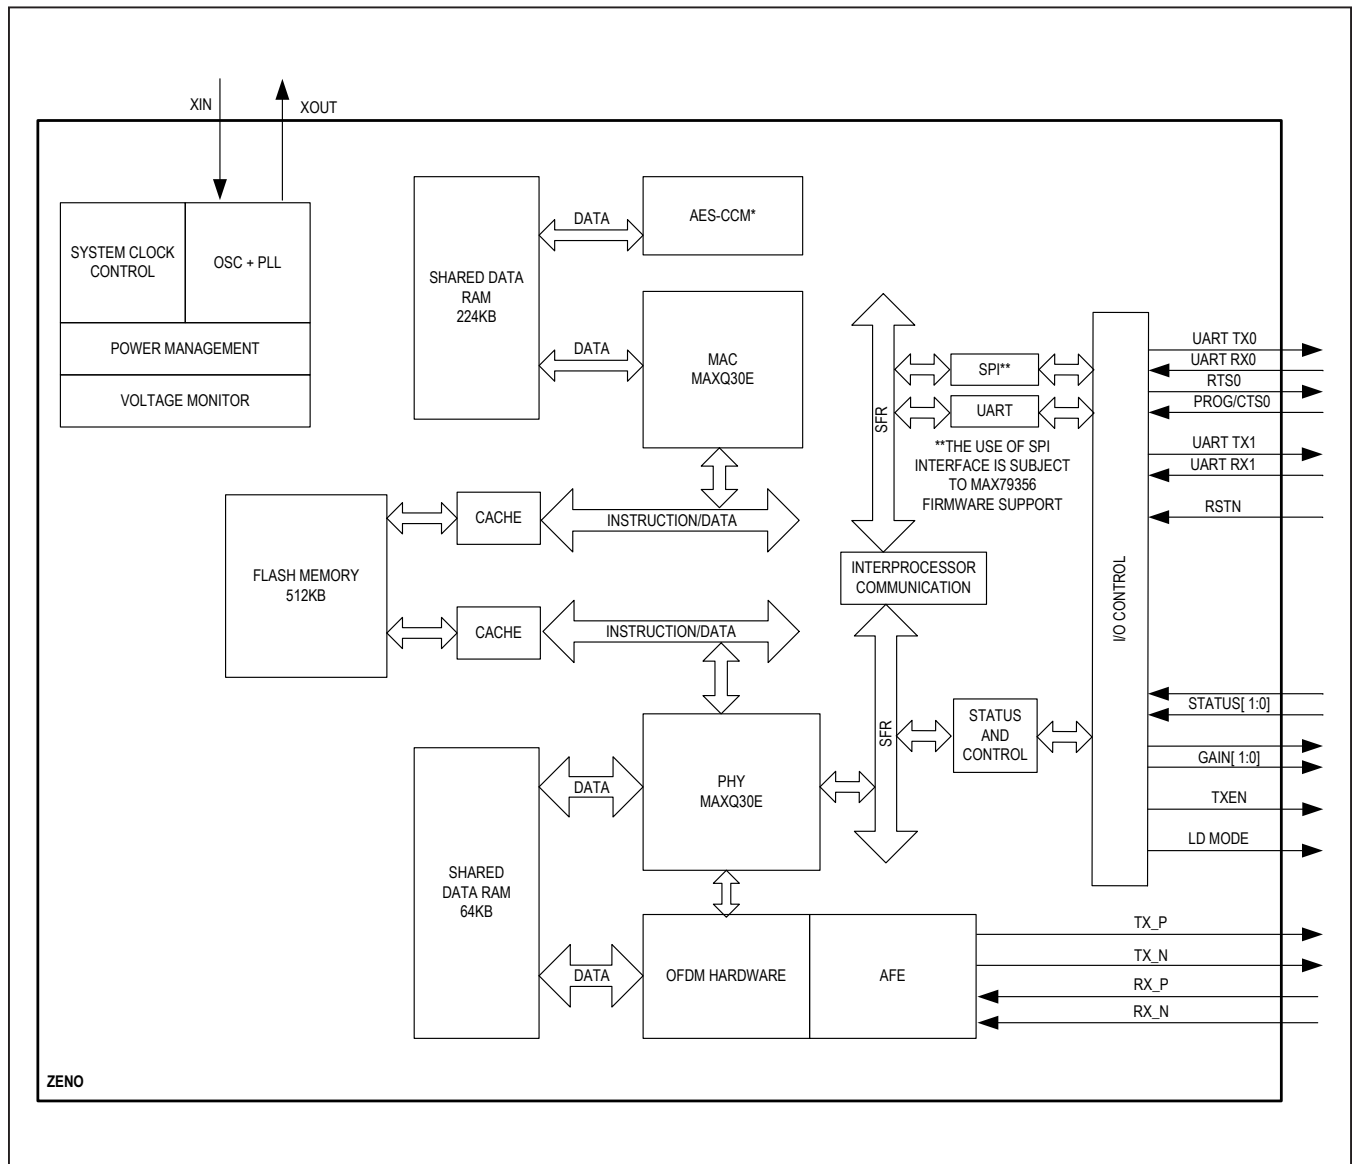 XIN
XOUT
SYSTEM CLOCK
CONTROL
OSC + PLL
POWER MANAGEMENT
VOLTAGE MONITOR
SHARED DATA
RAM
224KB
DATA
AES-CCM*
DATA
MAC
MAXQ30E
FLASH MEMORY
512KB
CACHE
INSTRUCTION/DATA
CACHE
INSTRUCTION/DATA
SHARED
DATA RAM
64KB
DATA
PHY
MAXQ30E
DATA
OFDM HARDWARE
AFE
SFR
SPI**
UART
**THE USE OF SPI
INTERFACE IS SUBJECT
TO MAX79356
FIRMWARE SUPPORT
INTERPROCESSOR
COMMUNICATION
SFR
STATUS
AND
CONTROL
I/O CONTROL
UART TX0
UART RX0
RTS0
PROG/CTS0
UART TX1
UART RX1
RSTN
STATUS[ 1:0]
GAIN[ 1:0]
TXEN
LD MODE
TX_P
TX_N
RX_P
RX_N
ZENO